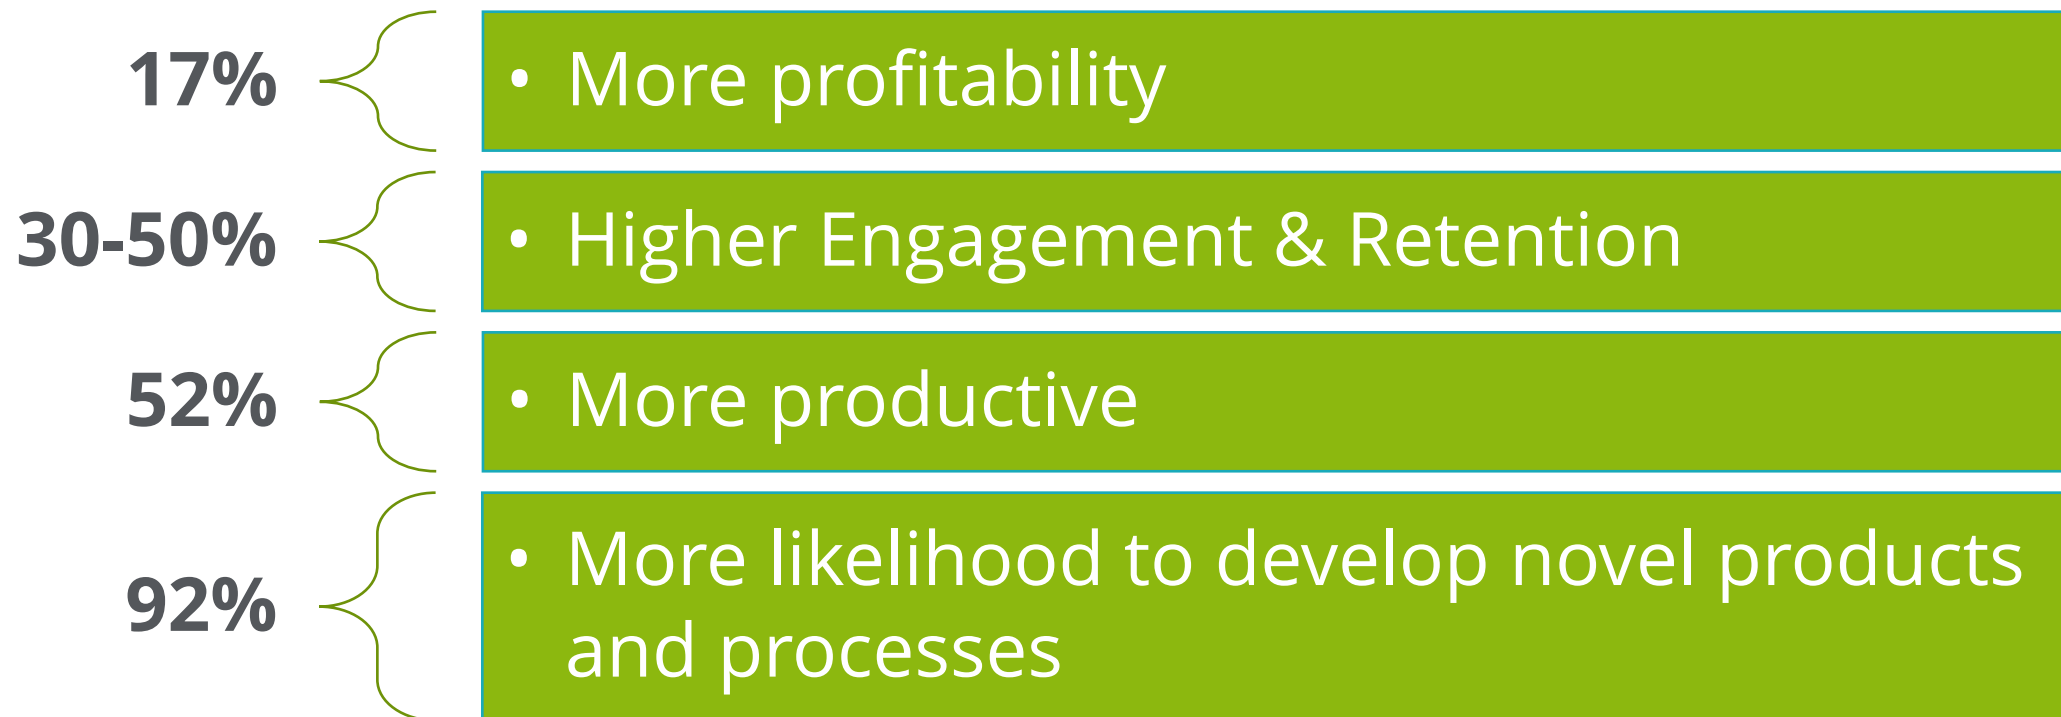 17%
• More profitability
30-50%
• Higher Engagement & Retention
52%
• More productive
92%
• More likelihood to develop novel products
and processes